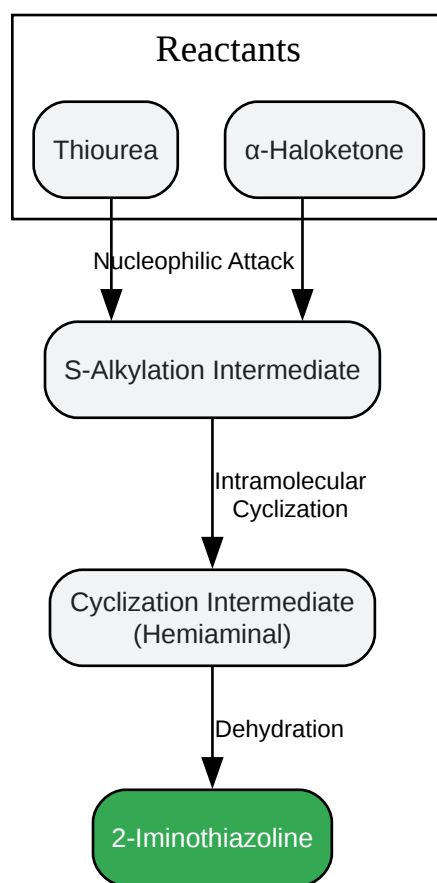 Reactants
Thiourea
α-Haloketone
Nucleophilic Attack
S-Alkylation Intermediate
Intramolecular
Cyclization
Cyclization Intermediate
(Hemiaminal)
Dehydration
2-Iminothiazoline